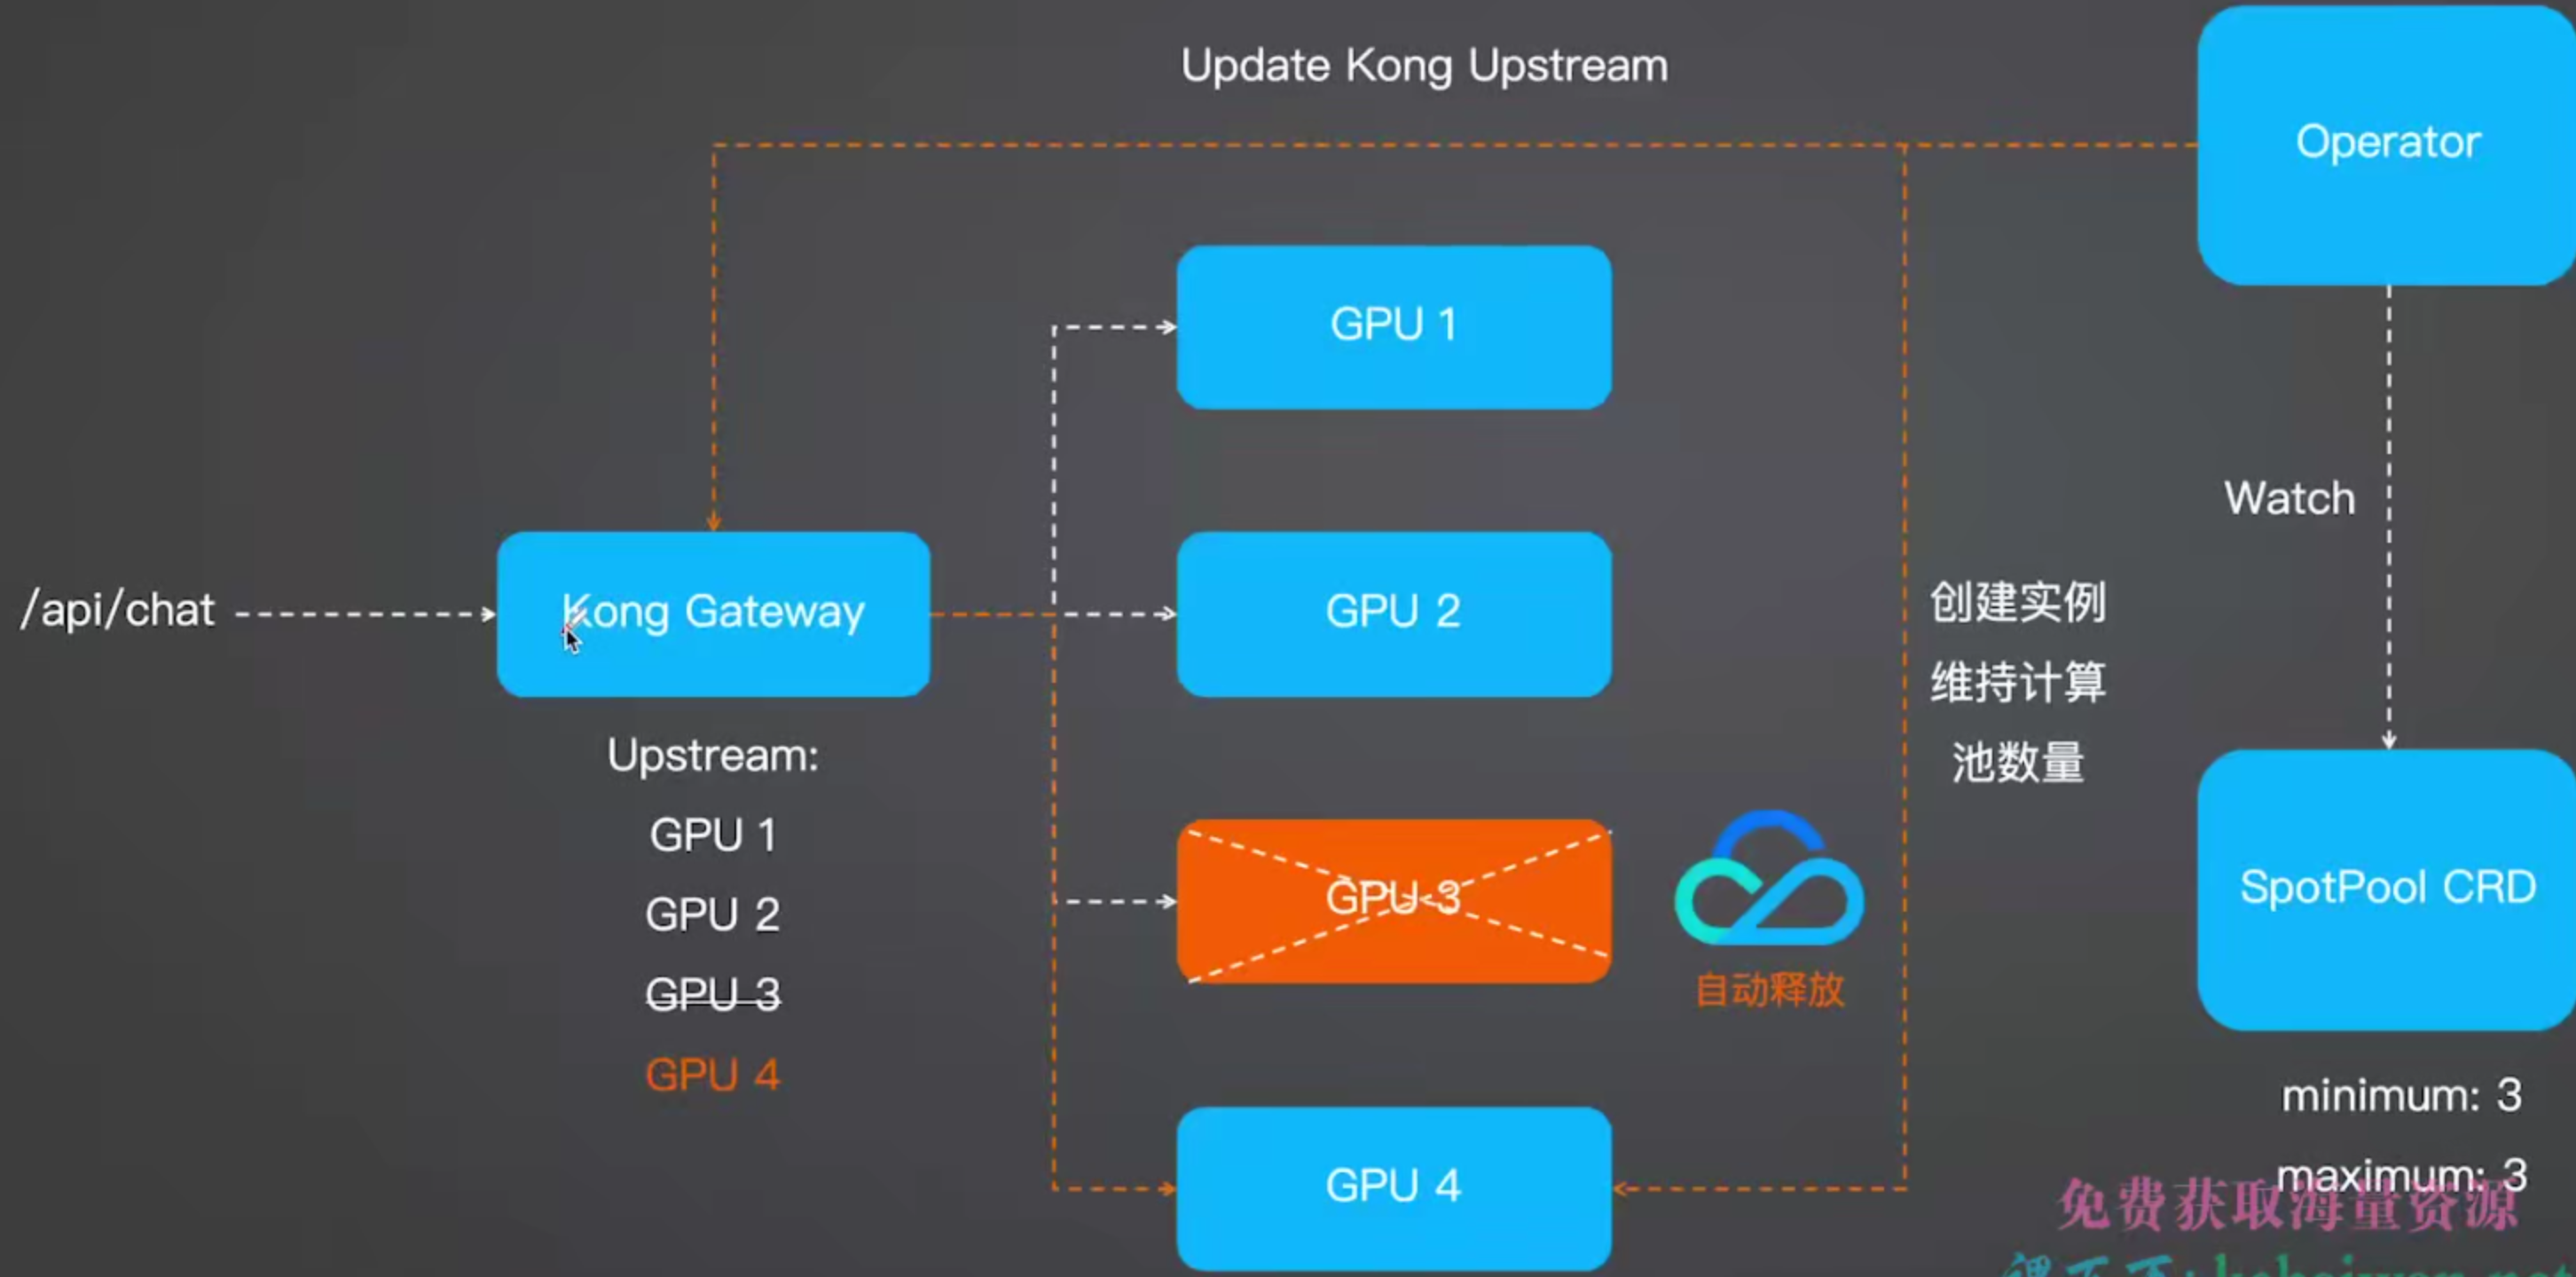 Update Kong Upstream
Operator
GPU 1
Watch
/api/chat
Kong Gateway
GPU 2
创建实例
维持计算
池数量
Upstream:
GPU 1
GPU 2
GPU 3
GPU 4
GPU 3
自动释放
SpotPool CRD
minimum: 3
maximum: 3
GPU 4
免费获取海量资源